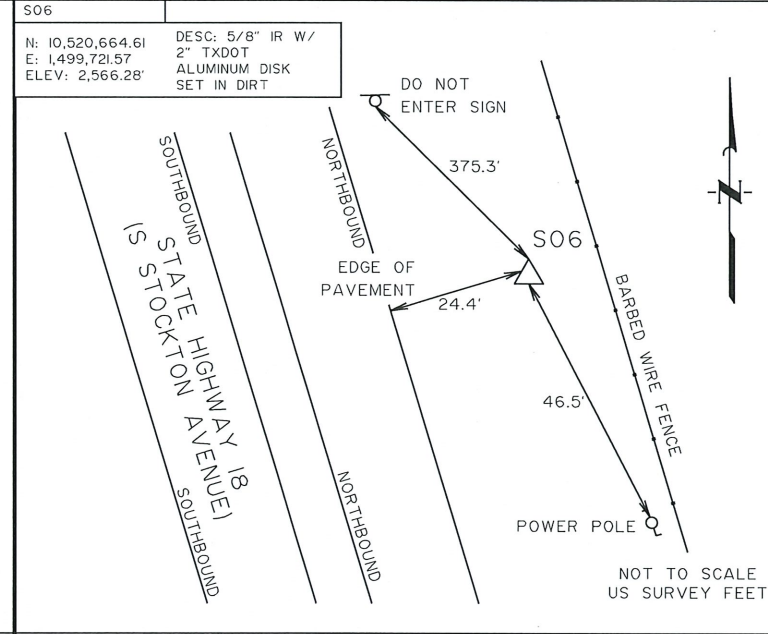 S06
N: 10,520,664.61
E: 1,499,721.57
ELEV: 2,566.28'
DESC: 5/8" IR W/
2" TXDOT
ALUMINUM DISK
SET IN DIRT
DO NOT
ENTER SIGN
SOUTHBOUND
NORTHBOUND
375.3'
N
S06
STATE HIGHWAY 18
(IS STOCKTON AVENUE)
EDGE OF
PAVEMENT
24.4'
BARBED WIRE FENCE
46.5'
SOUTHBOUND
NORTHBOUND
POWER POLE
NOT TO SCALE
US SURVEY FEET